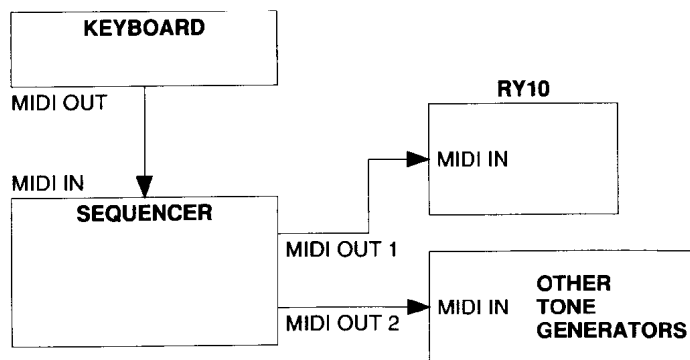 KEYBOARD
MIDI OUT
RY10
MIDI IN
MIDI IN
SEQUENCER
MIDI OUT 1
MIDI IN
OTHER
TONE
GENERATORS
MIDI OUT 2